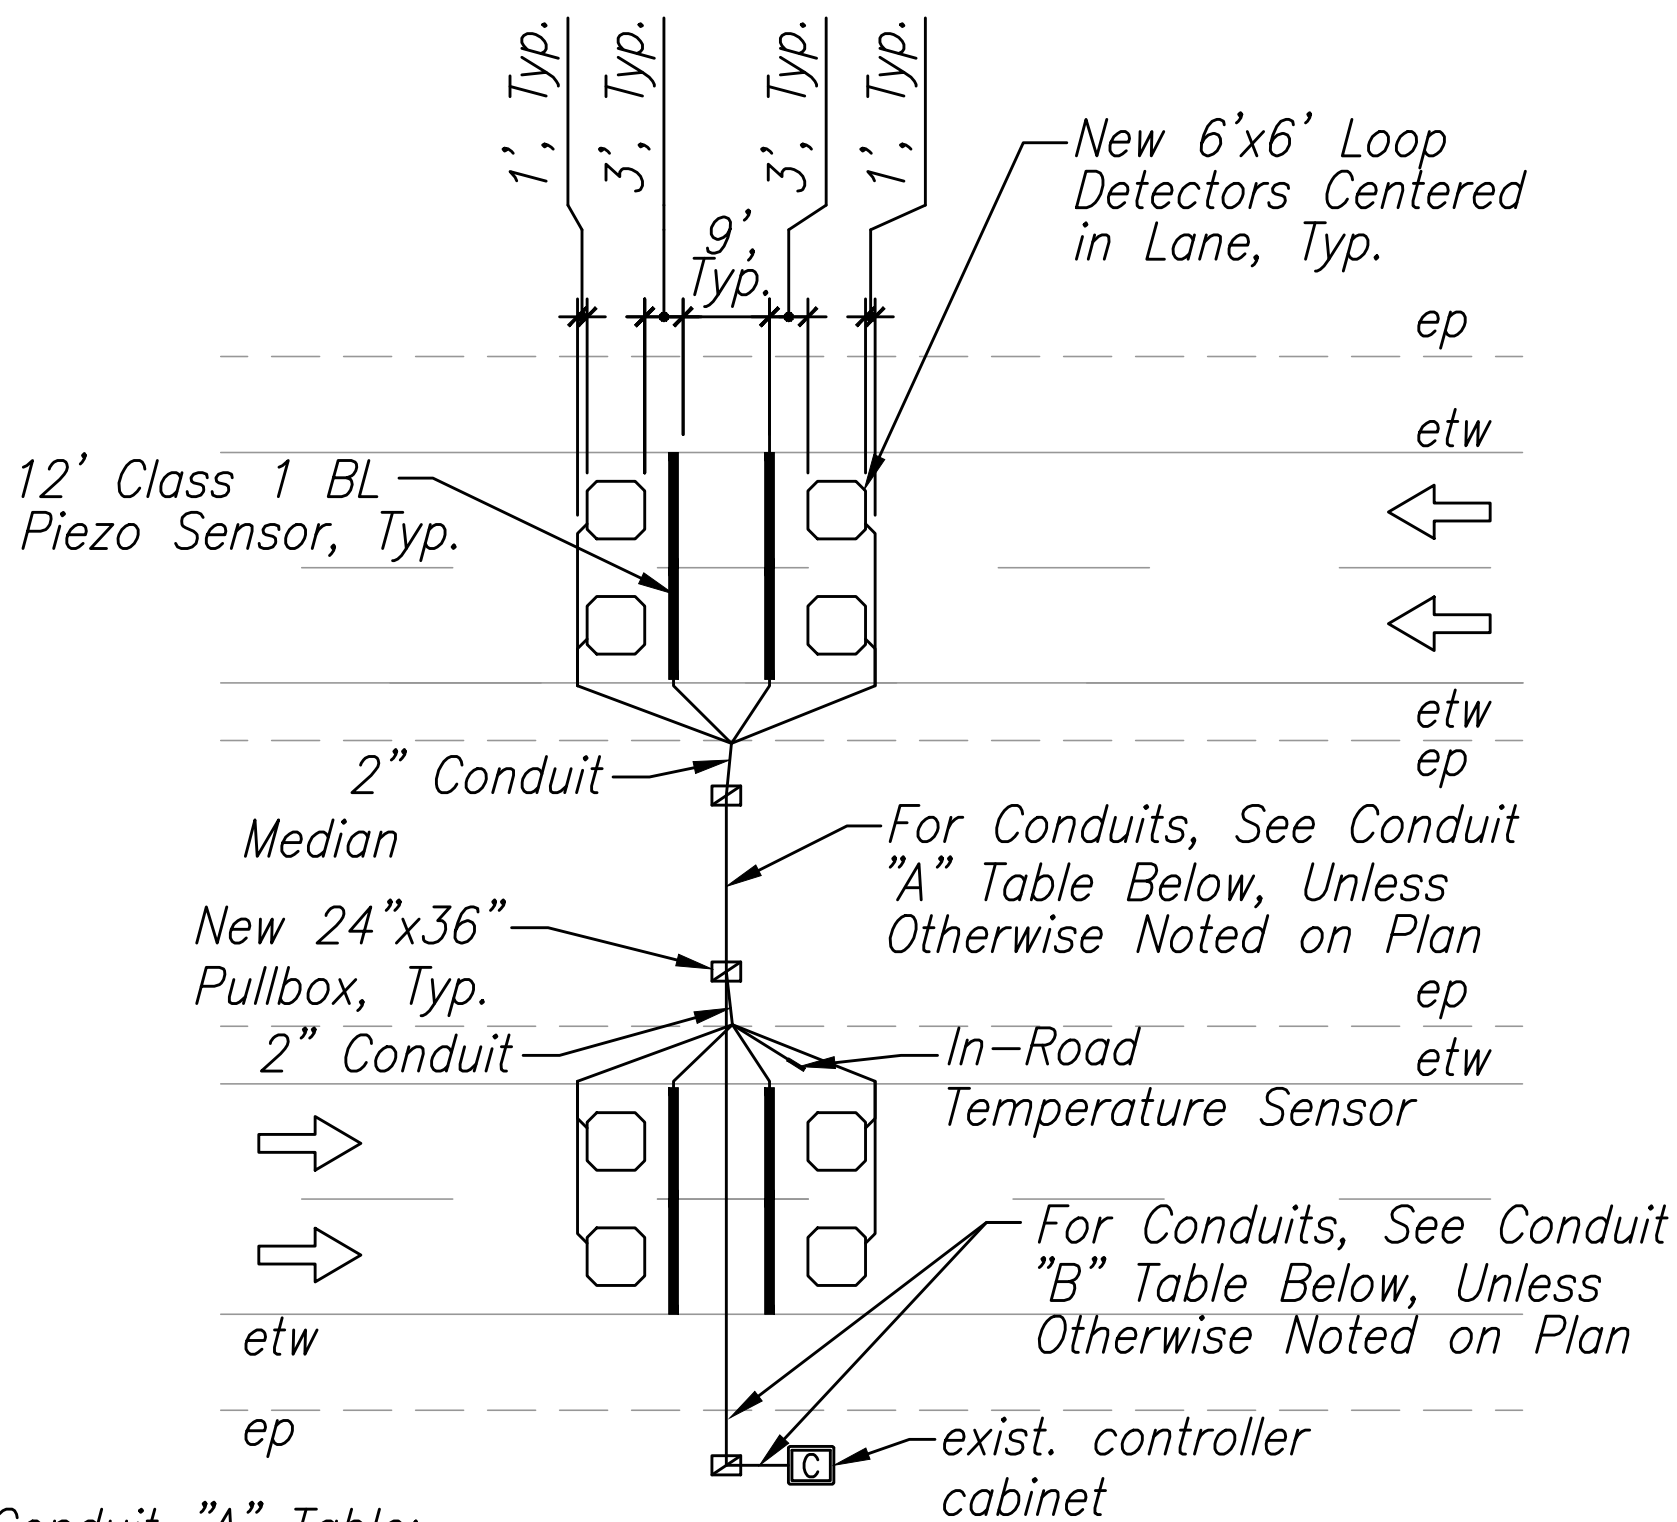 1', Typ.
3', Typ.
3', Typ.
1', Typ.
9',
Typ.
New 6'x6' Loop
Detectors Centered
in Lane, Typ.
ep
etw
12' Class 1 BL
Piezo Sensor, Typ.
etw
ep
2" Conduit
Median
For Conduits, See Conduit
"A" Table Below, Unless
Otherwise Noted on Plan
New 24"x36"
Pullbox, Typ.
ep
2" Conduit
In-Road
Temperature Sensor
etw
For Conduits, See Conduit
"B" Table Below, Unless
Otherwise Noted on Plan
etw
ep
C
exist. controller
cabinet
Conduit "A" Table: